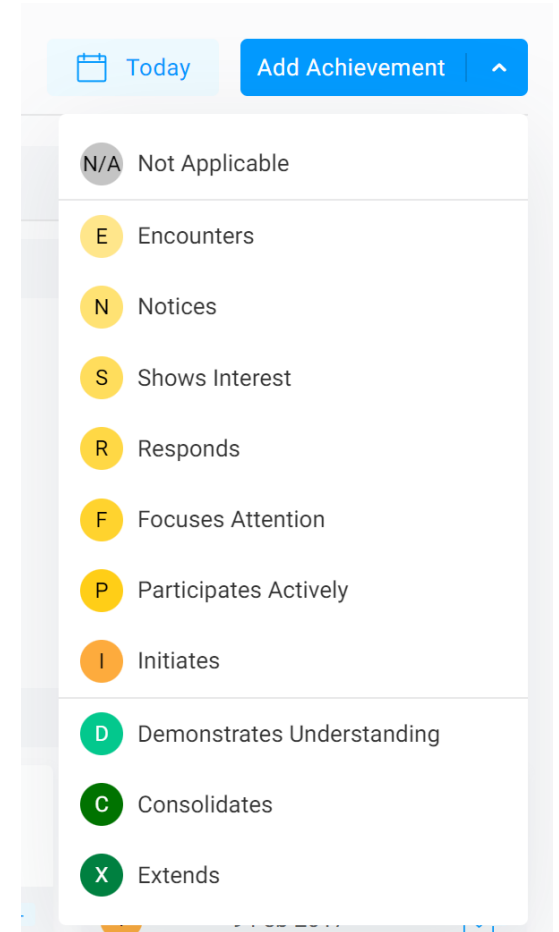 Today
Add Achievement
N/A Not Applicable
E Encounters
N Notices
S Shows Interest
R Responds
F Focuses Attention
P Participates Actively
I Initiates
D Demonstrates Understanding
C Consolidates
X Extends